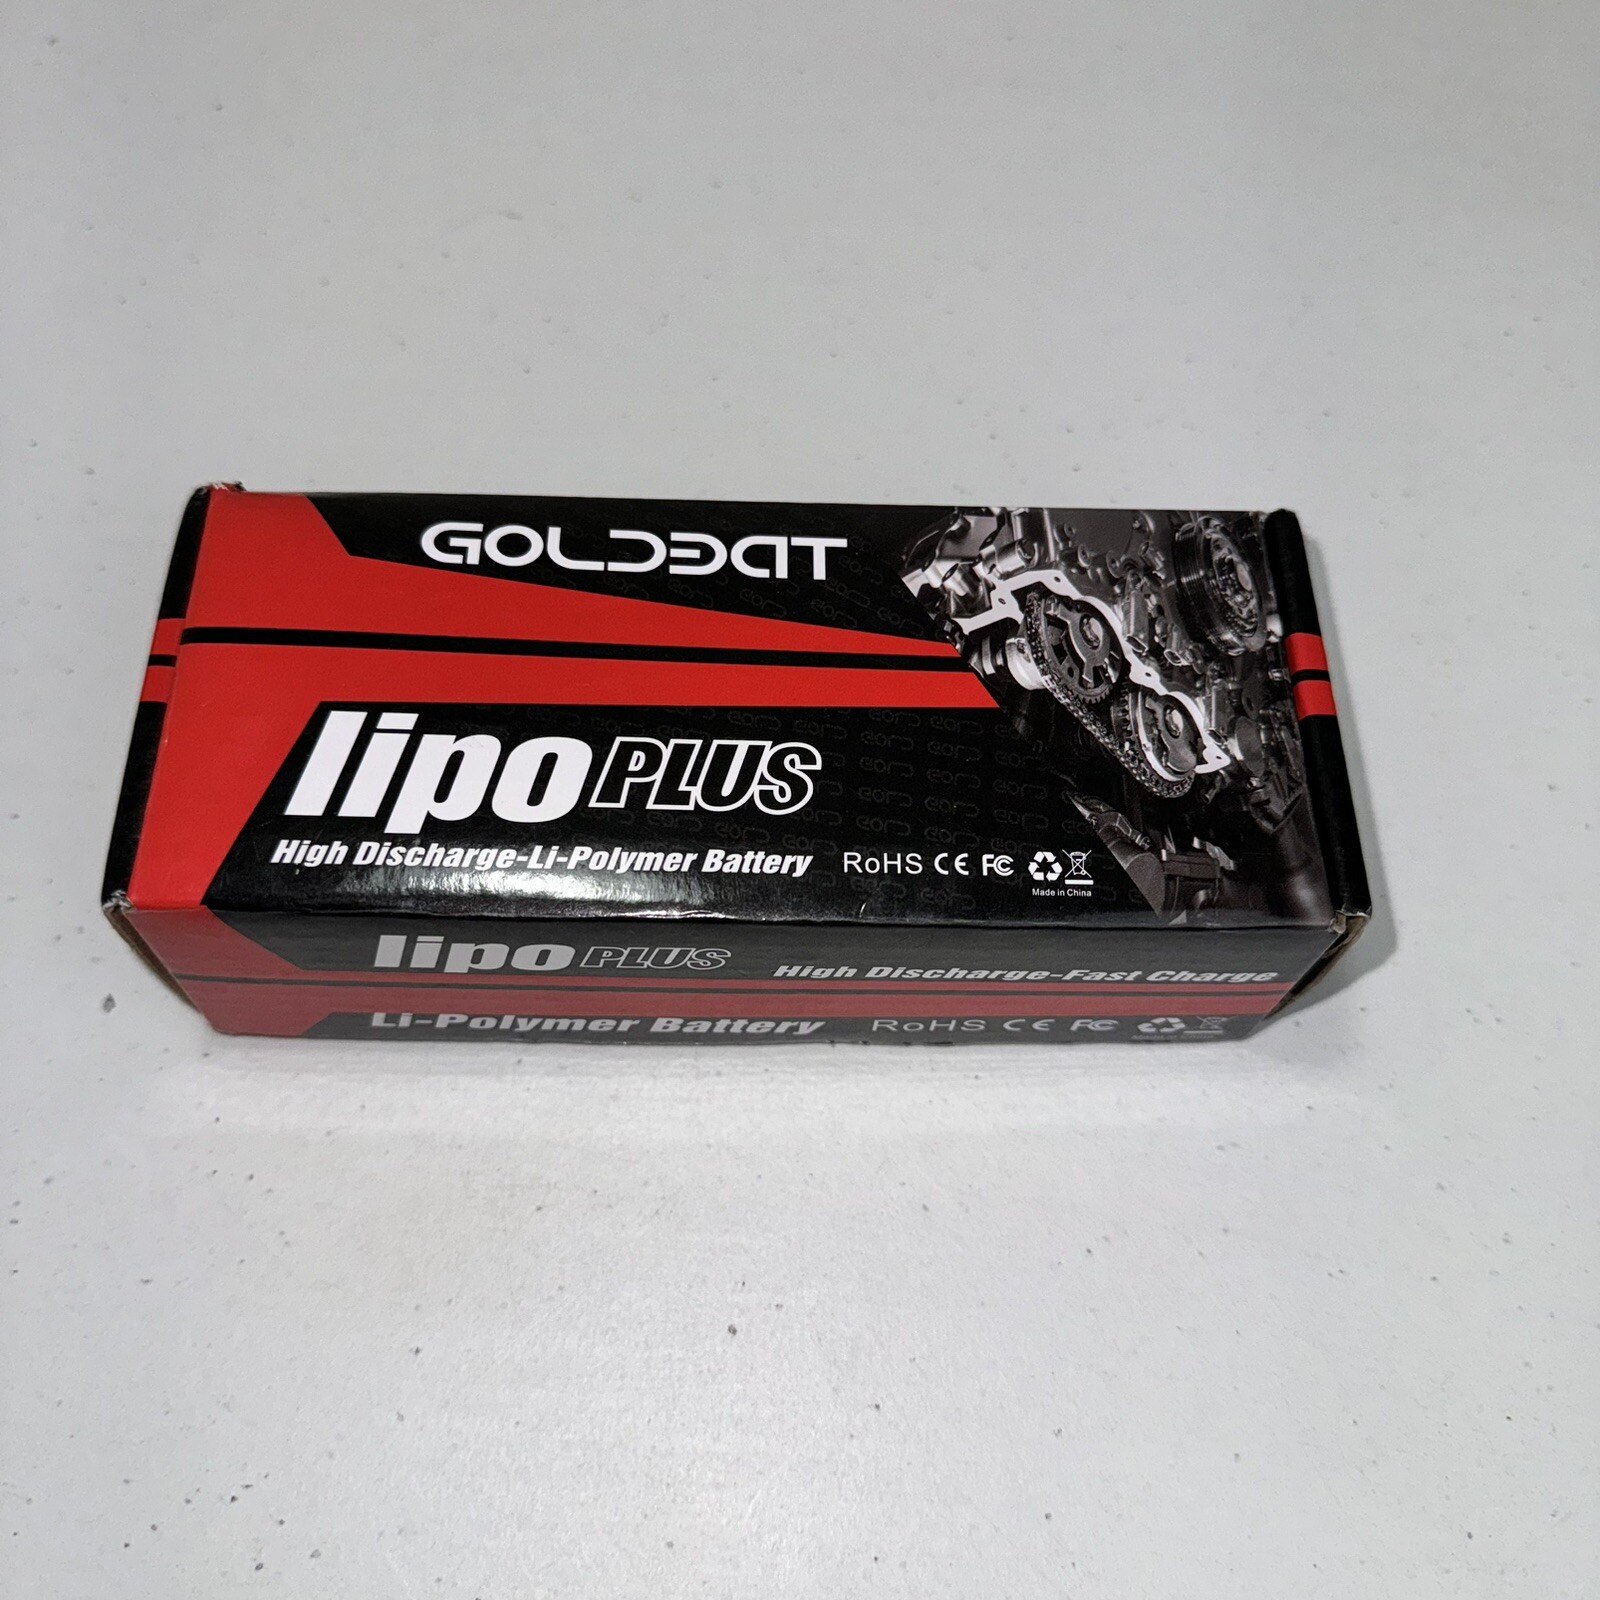 GOLDBAT
lipo PLUS
High Discharge-Li-Polymer Battery RoHS CE FC
Made in China
lipo PLUS High Discharge-Fast Charge
Li-Polymer Battery RoHS CE FC